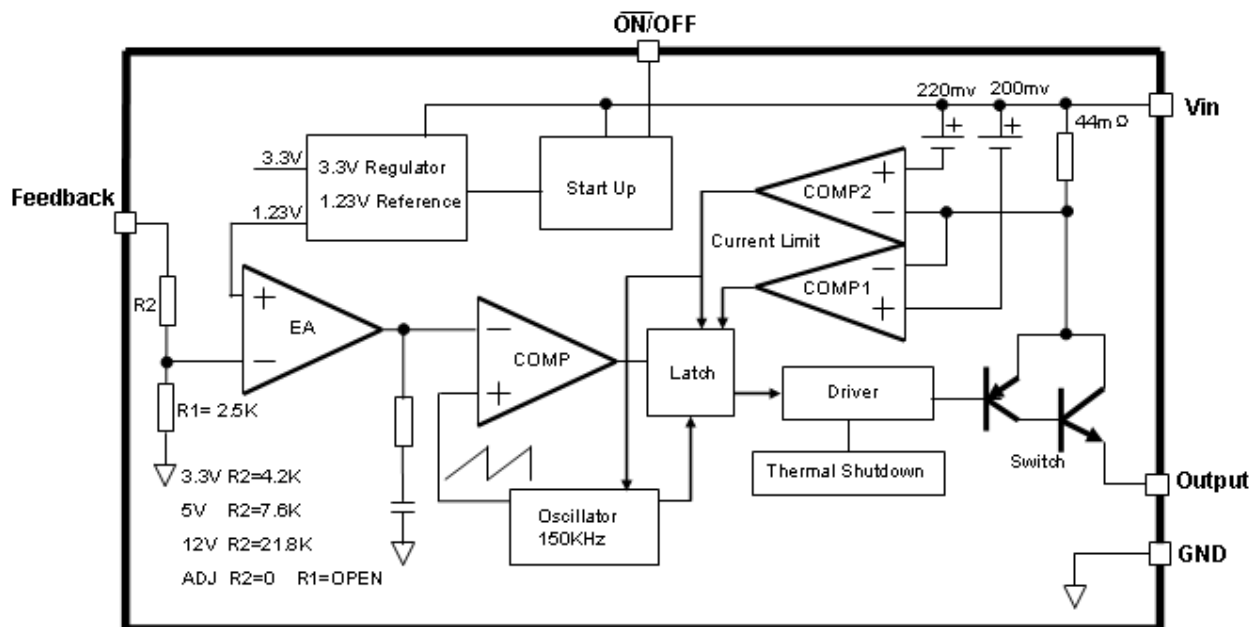 ON/OFF
220mv
200mv
Vin
44mΩ
3.3V
3.3V Regulator
1.23V Reference
Start Up
1.23V
Feedback
COMP2
Current Limit
COMP1
R2
EA
COMP
Latch
Driver
R1= 2.5K
Switch
Thermal Shutdown
3.3V R2=4.2K
5V R2=7.6K
12V R2=21.8K
ADJ R2=0 R1=OPEN
Oscillator
150KHz
Output
GND
+
−
+
−
−
+
+
−
−
+
+